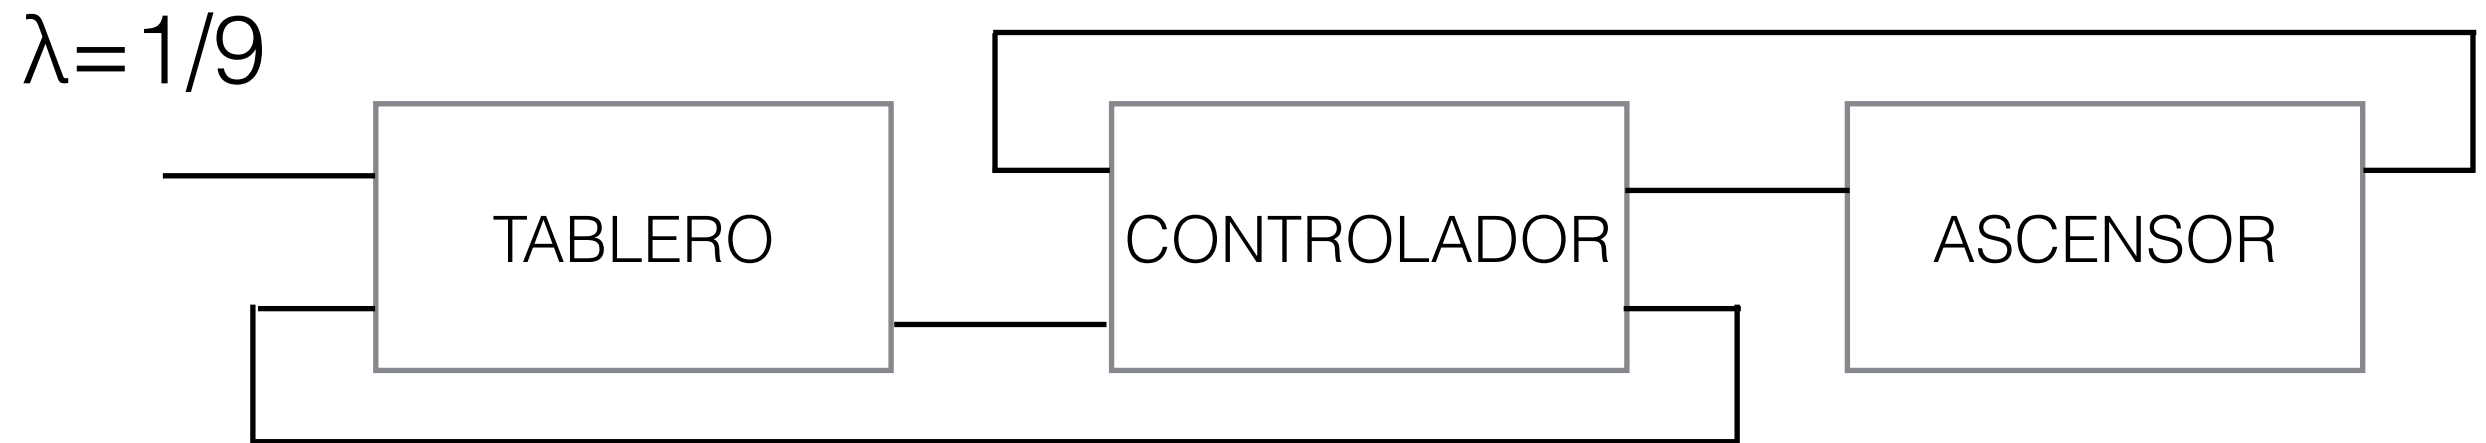 λ=1/9
TABLERO
CONTROLADOR
ASCENSOR